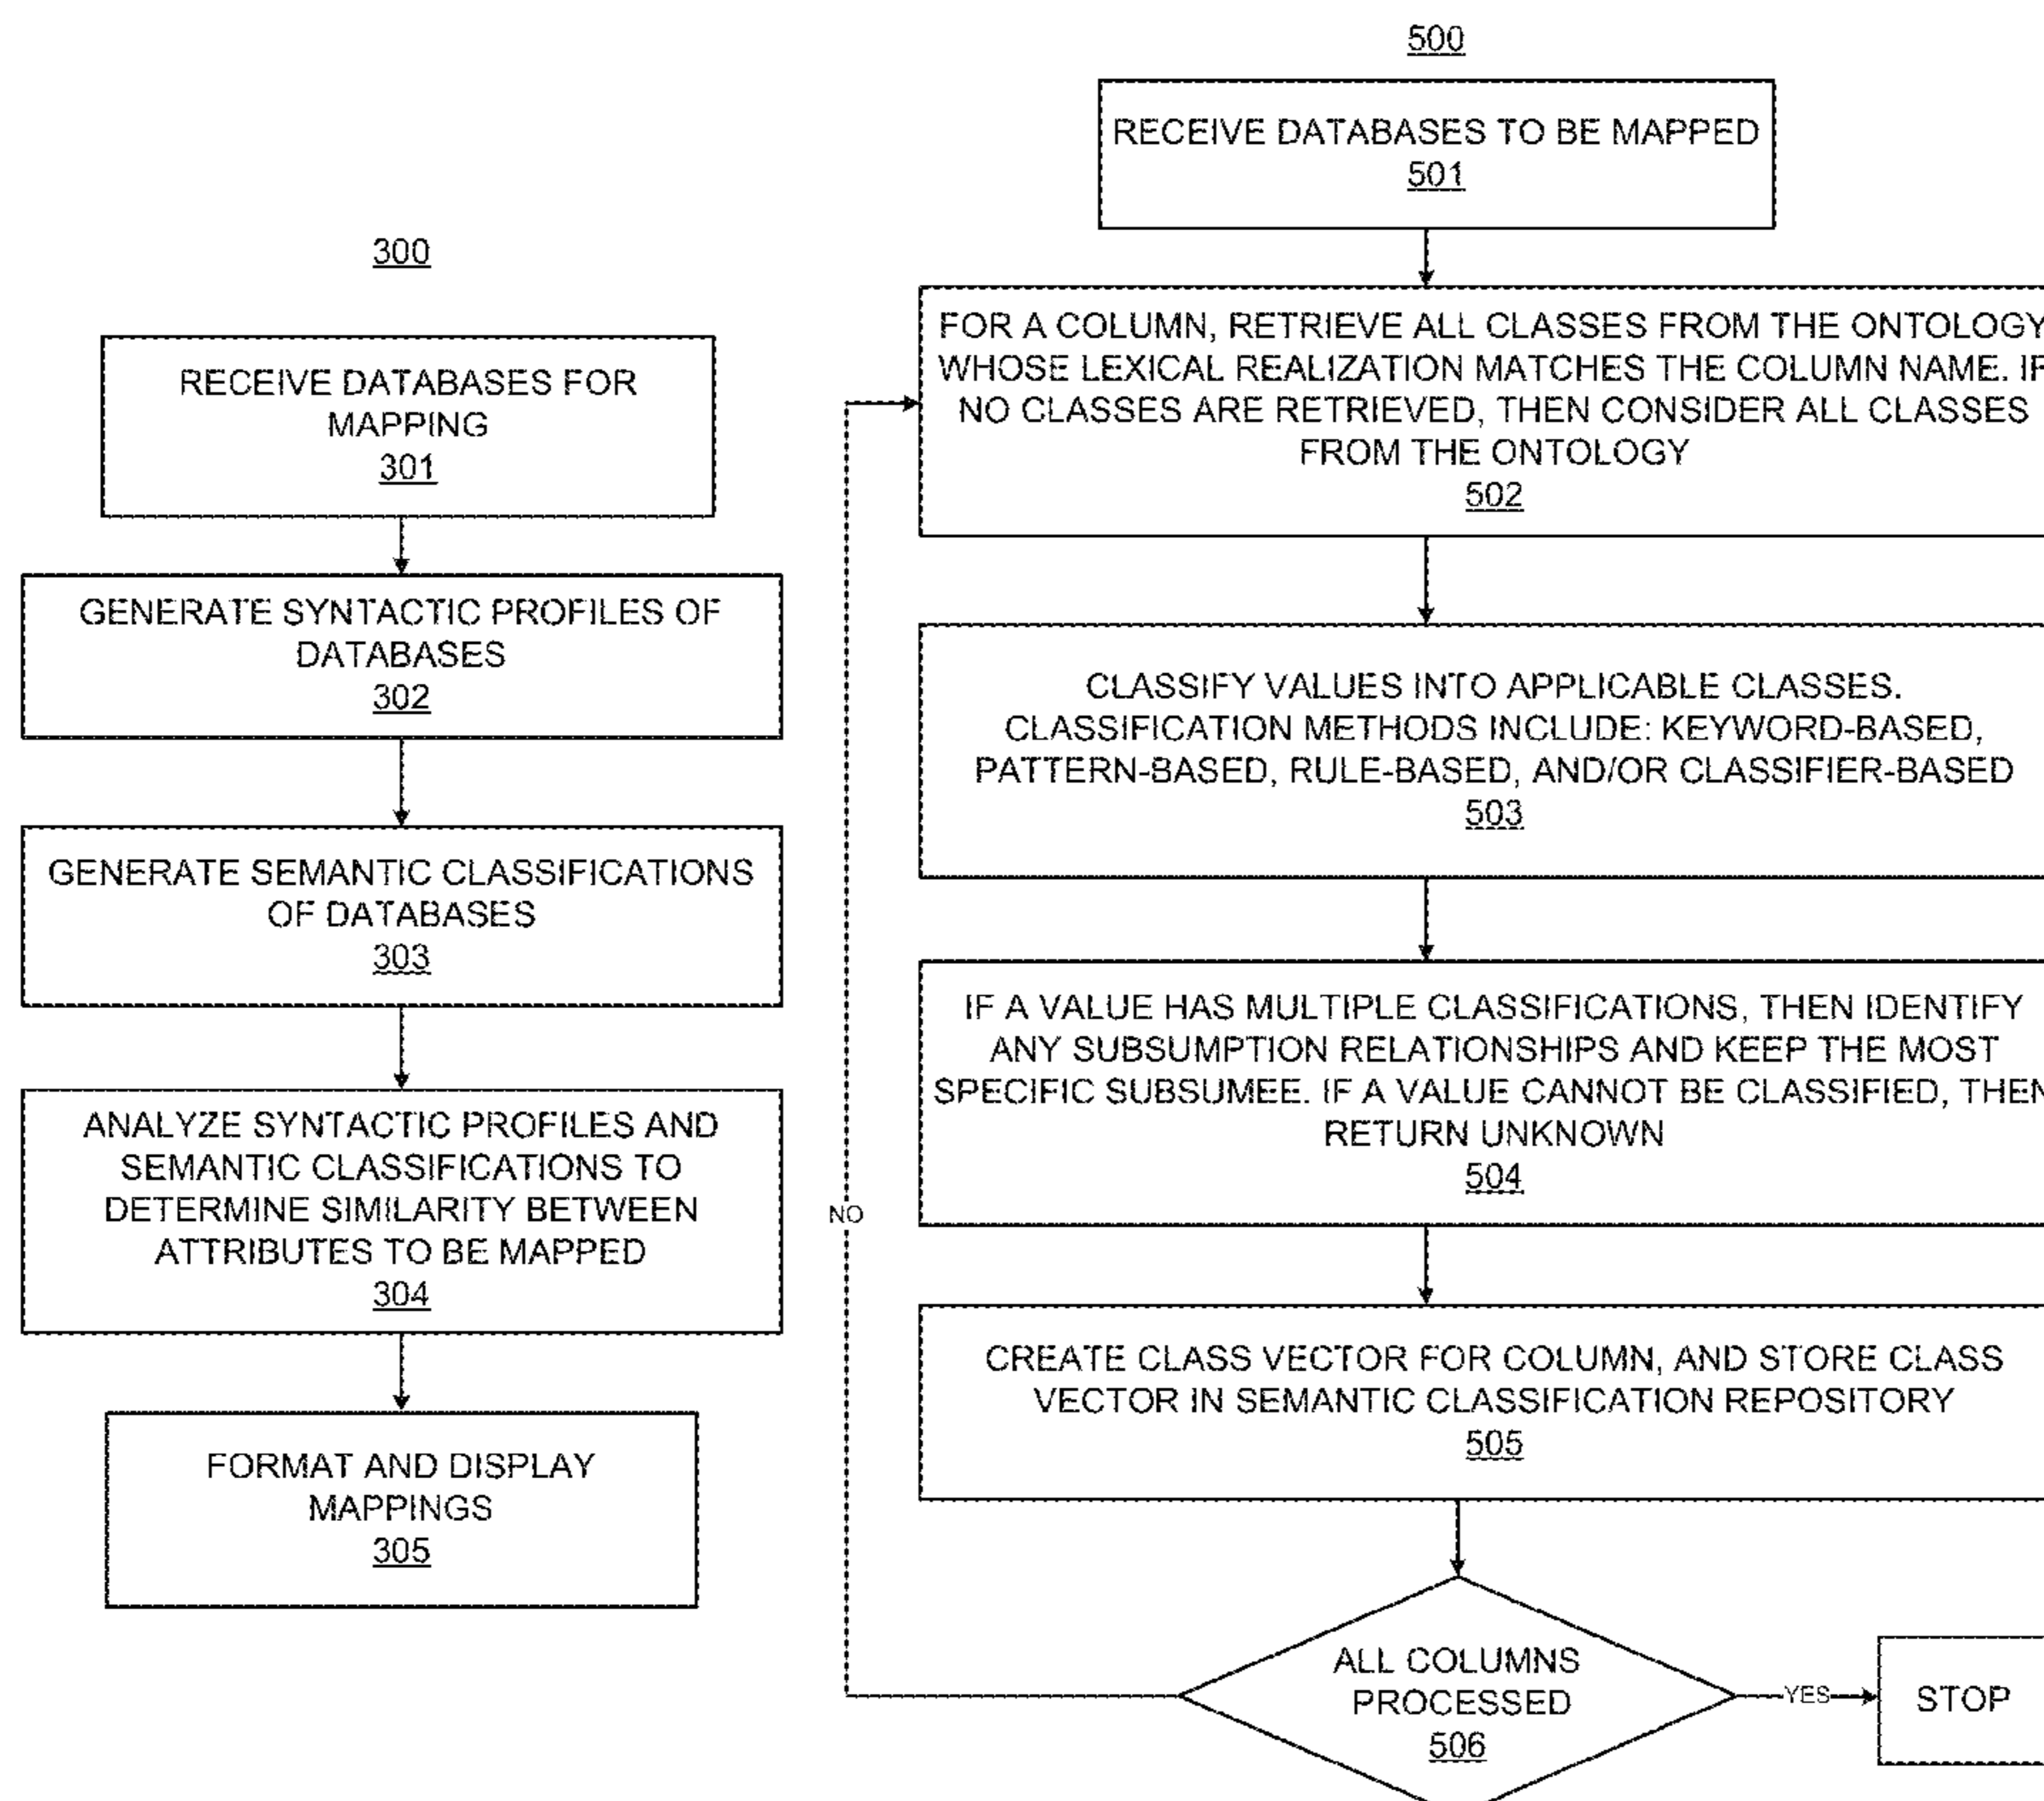 300
RECEIVE DATABASES FOR
MAPPING
301
GENERATE SYNTACTIC PROFILES OF
DATABASES
302
GENERATE SEMANTIC CLASSIFICATIONS
OF DATABASES
303
ANALYZE SYNTACTIC PROFILES AND
SEMANTIC CLASSIFICATIONS TO
DETERMINE SIMILARITY BETWEEN
ATTRIBUTES TO BE MAPPED
304
FORMAT AND DISPLAY
MAPPINGS
305
500
RECEIVE DATABASES TO BE MAPPED
501
FOR A COLUMN, RETRIEVE ALL CLASSES FROM THE ONTOLOGY
WHOSE LEXICAL REALIZATION MATCHES THE COLUMN NAME. IF
NO CLASSES ARE RETRIEVED, THEN CONSIDER ALL CLASSES
FROM THE ONTOLOGY
502
CLASSIFY VALUES INTO APPLICABLE CLASSES.
CLASSIFICATION METHODS INCLUDE: KEYWORD-BASED,
PATTERN-BASED, RULE-BASED, AND/OR CLASSIFIER-BASED
503
IF A VALUE HAS MULTIPLE CLASSIFICATIONS, THEN IDENTIFY
ANY SUBSUMPTION RELATIONSHIPS AND KEEP THE MOST
SPECIFIC SUBSUMEE. IF A VALUE CANNOT BE CLASSIFIED, THEN
RETURN UNKNOWN
504
CREATE CLASS VECTOR FOR COLUMN, AND STORE CLASS
VECTOR IN SEMANTIC CLASSIFICATION REPOSITORY
505
ALL COLUMNS
PROCESSED
506
NO
YES
STOP